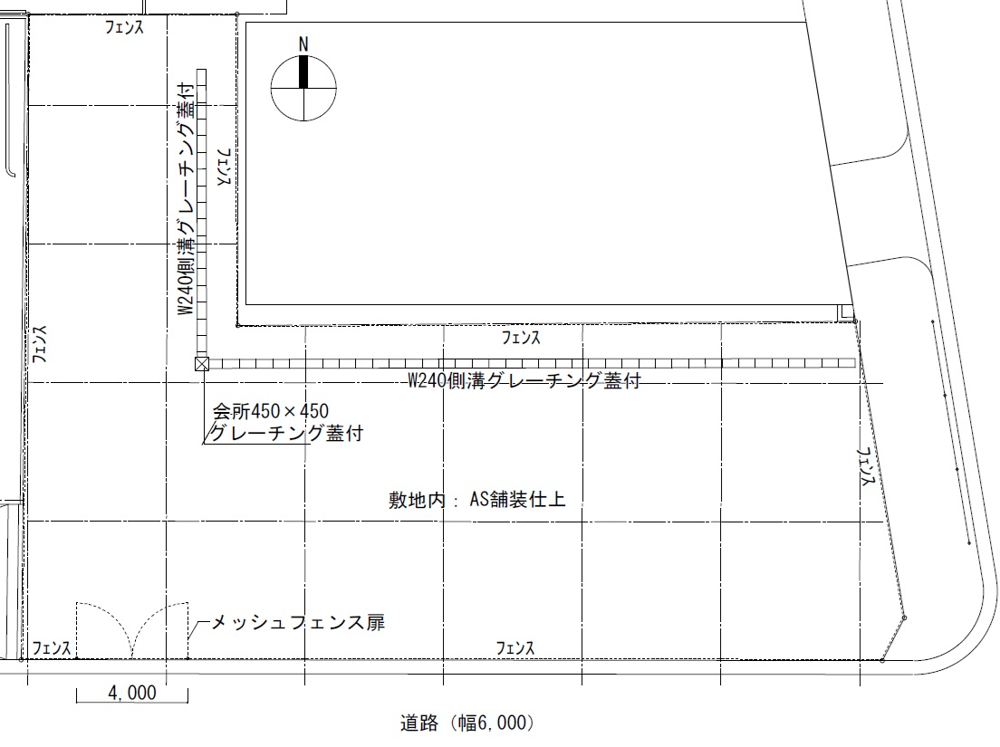 フェンス
N
W240側溝グレーチング蓋付
フェンス
フェンス
フェンス
W240側溝グレーチング蓋付
会所450×450
グレーチング蓋付
フェンス
敷地内：AS舗装仕上
メッシュフェンス扉
フェンス
フェンス
4,000
道路（幅6,000）